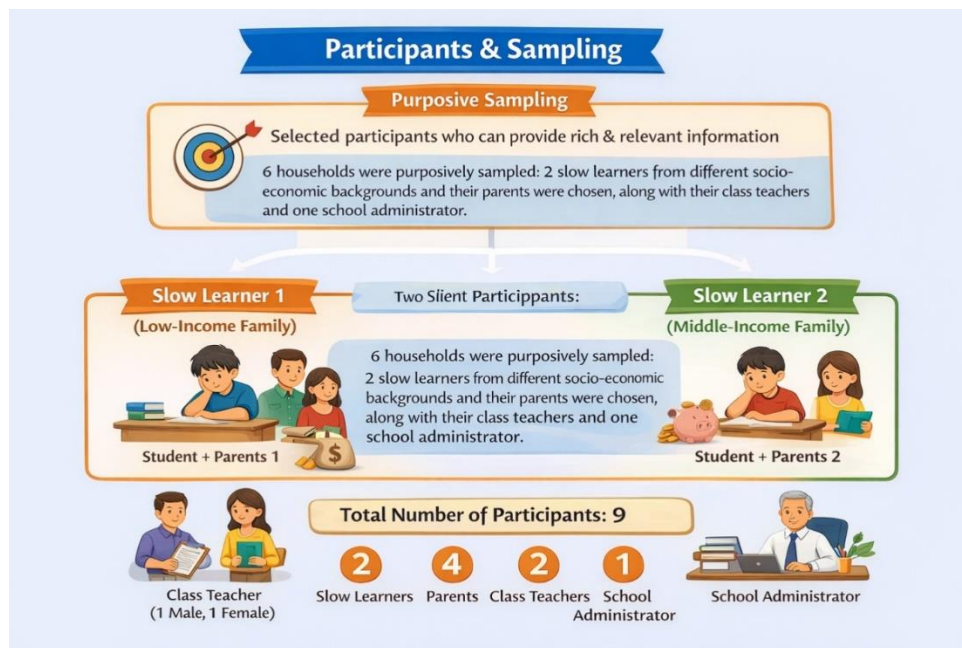 Participants & Sampling
Purposive Sampling
Selected participants who can provide rich & relevant information
6 households were purposively sampled: 2 slow learners from different socio-
economic backgrounds and their parents were chosen, along with their class teachers
and one school administrator.
Slow Learner 1
(Low-Income Family)
Two Slient Particippants:
Slow Learner 2
(Middle-Income Family)
6 households were purposively sampled:
2 slow learners from different socio-economic
backgrounds and their parents were chosen,
along with their class teachers and one
school administrator.
$
Student + Parents 1
Student + Parents 2
Total Number of Participants: 9
2
Slow Learners
4
Parents
2
Class Teachers
1
School
Administrator
Class Teacher
(1 Male, 1 Female)
School Administrator